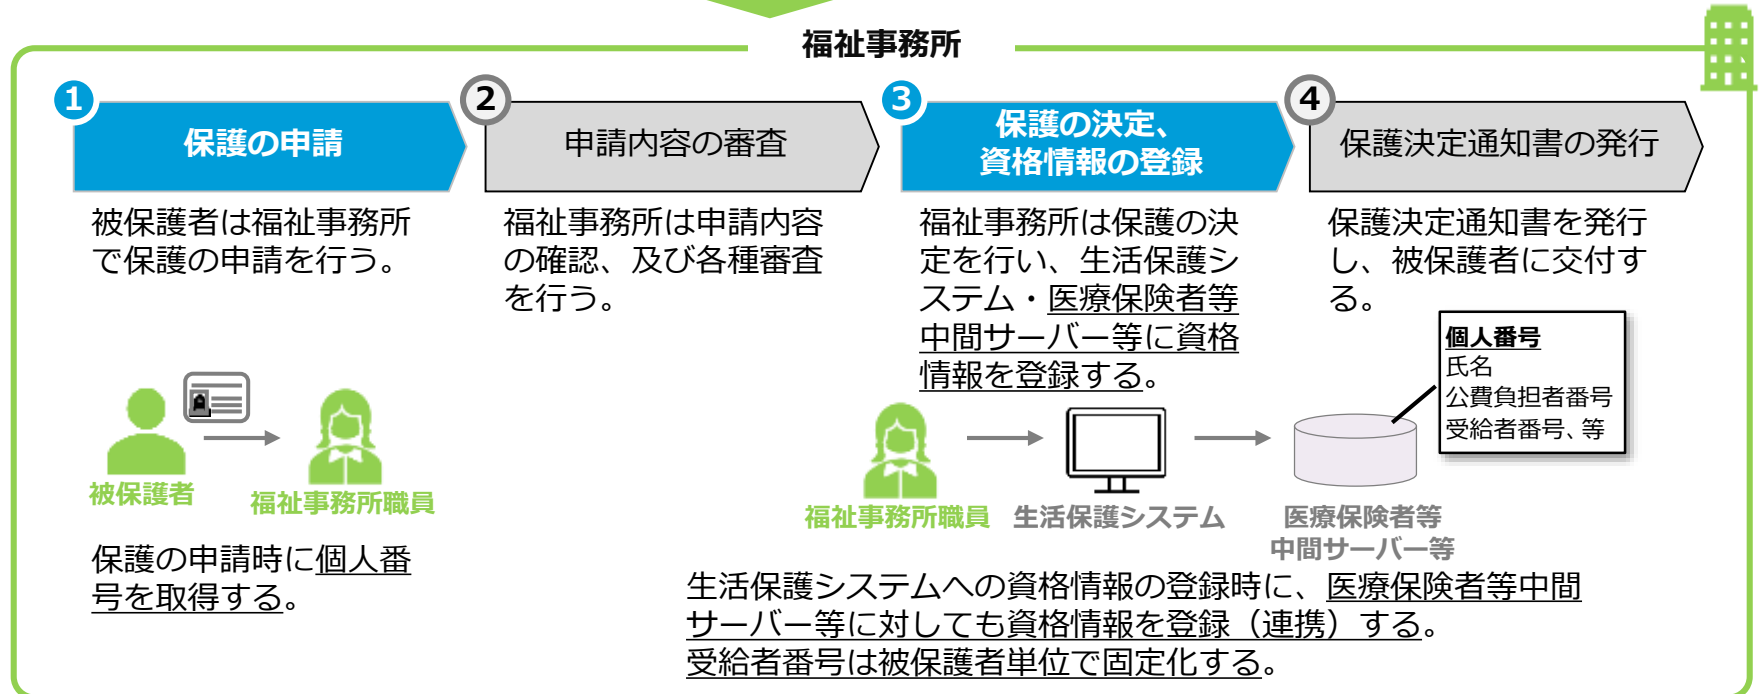 福祉事務所
1
保護の申請
被保護者は福祉事務所
で保護の申請を行う。
被保護者
福祉事務所職員
保護の申請時に個人番
号を取得する。
2
申請内容の審査
福祉事務所は申請内容
の確認、及び各種審査
を行う。
3
保護の決定、
資格情報の登録
福祉事務所は保護の決
定を行い、生活保護シ
ステム・医療保険者等
中間サーバー等に資格
情報を登録する。
4
保護決定通知書の発行
保護決定通知書を発行
し、被保護者に交付す
る。
個人番号
氏名
公費負担者番号
受給者番号、等
福祉事務所職員
生活保護システム
医療保険者等
中間サーバー等
生活保護システムへの資格情報の登録時に、医療保険者等中間
サーバー等に対しても資格情報を登録（連携）する。
受給者番号は被保護者単位で固定化する。